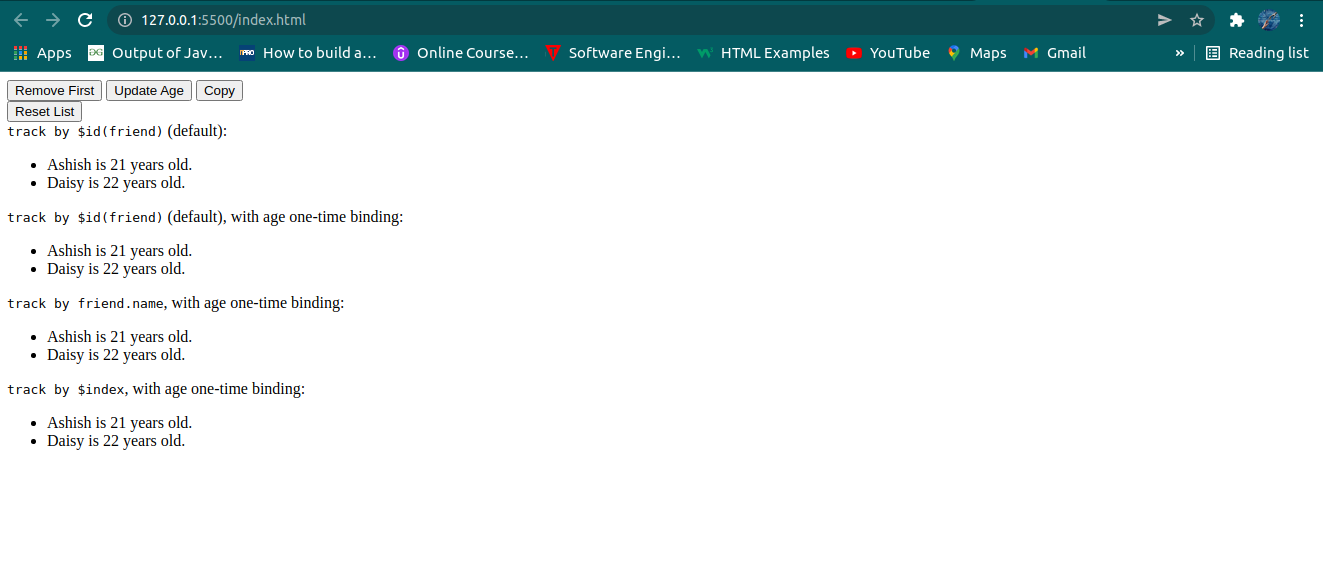 127.0.0.1:5500/index.html
Apps Output of Jav... How to build a... Online Course... Software Engi... HTML Examples YouTube Maps Gmail » Reading list
Remove First Update Age Copy
Reset List
track by $id(friend) (default):
Ashish is 21 years old.
Daisy is 22 years old.
track by $id(friend) (default), with age one-time binding:
Ashish is 21 years old.
Daisy is 22 years old.
track by friend.name, with age one-time binding:
Ashish is 21 years old.
Daisy is 22 years old.
track by $index, with age one-time binding:
Ashish is 21 years old.
Daisy is 22 years old.